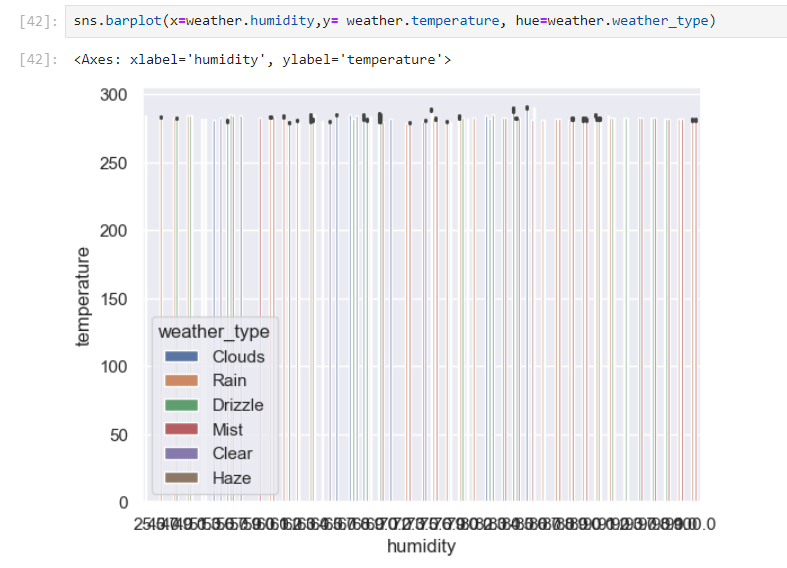 [42]: sns.barplot(x=weather.humidity,y= weather.temperature, hue=weather.weather_type)
[42]: <Axes: xlabel='humidity', ylabel='temperature'>
300
250
200
150
100
50
0
temperature
weather_type
Clouds
Rain
Drizzle
Mist
Clear
Haze
humidity